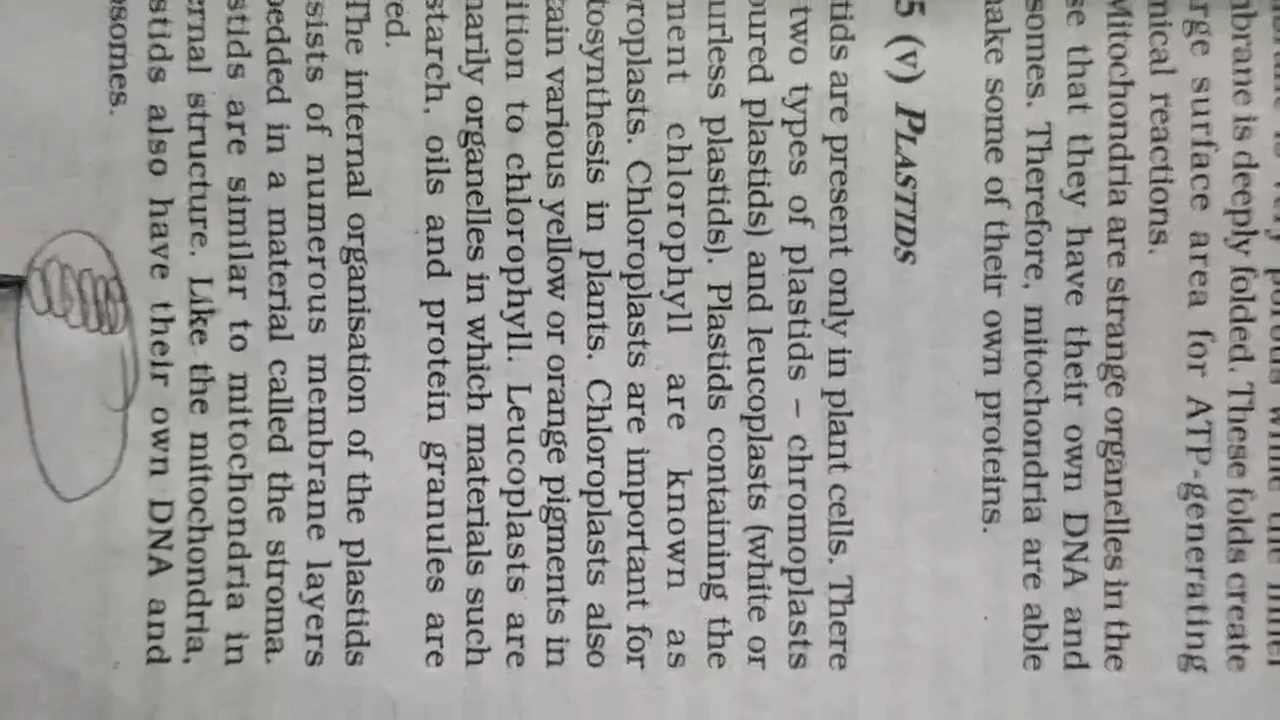 brane is deeply folded. These folds create
rge surface area for ATP-generating
mical reactions.
Mitochondria are strange organelles in the
se that they have their own DNA and
somes. Therefore, mitochondria are able
ake some of their own proteins.
5 (v) PLASTIDS
tids are present only in plant cells. There
two types of plastids – chromoplasts
oured plastids) and leucoplasts (white or
urless plastids). Plastids containing the
ment chlorophyll are known as
roplasts. Chloroplasts are important for
tosynthesis in plants. Chloroplasts also
tain various yellow or orange pigments in
ition to chlorophyll. Leucoplasts are
narily organelles in which materials such
starch, oils and protein granules are
red.
The internal organisation of the plastids
sists of numerous membrane layers
bedded in a material called the stroma.
stids are similar to mitochondria in
ernal structure. Like the mitochondria,
stids also have their own DNA and
osomes.